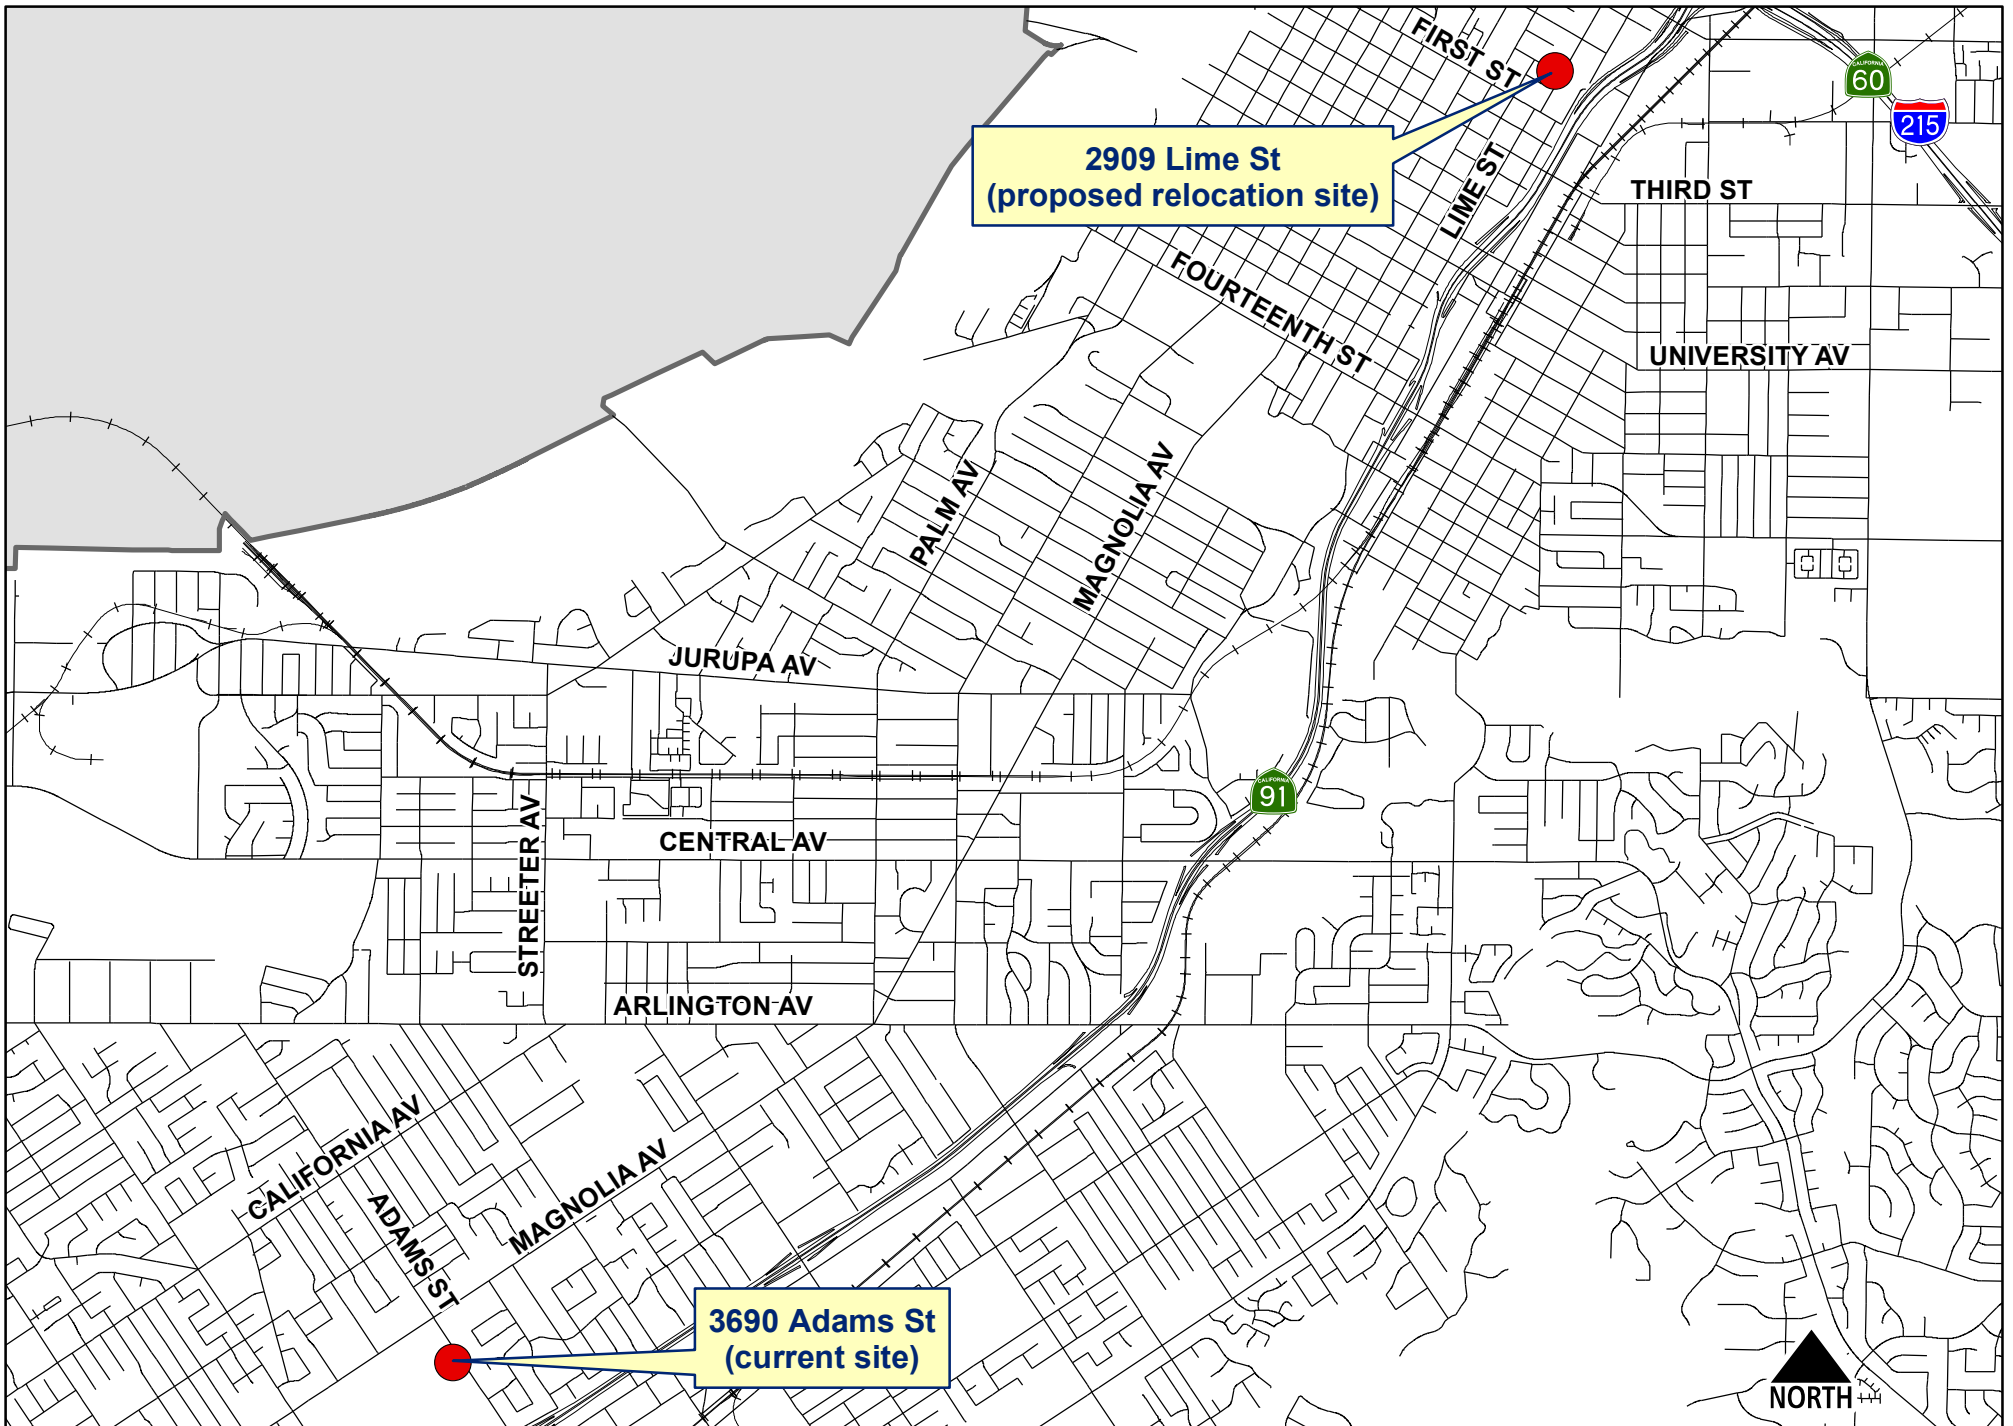 FIRST ST
CALIFORNIA
60
215
2909 Lime St
(proposed relocation site)
LIME ST
THIRD ST
FOURTEENTH ST
UNIVERSITY AV
PALM AV
MAGNOLIA AV
JURUPA AV
CALIFORNIA
91
STREETER AV
CENTRAL AV
ARLINGTON AV
CALIFORNIA AV
MAGNOLIA AV
ADAMS ST
3690 Adams St
(current site)
NORTH